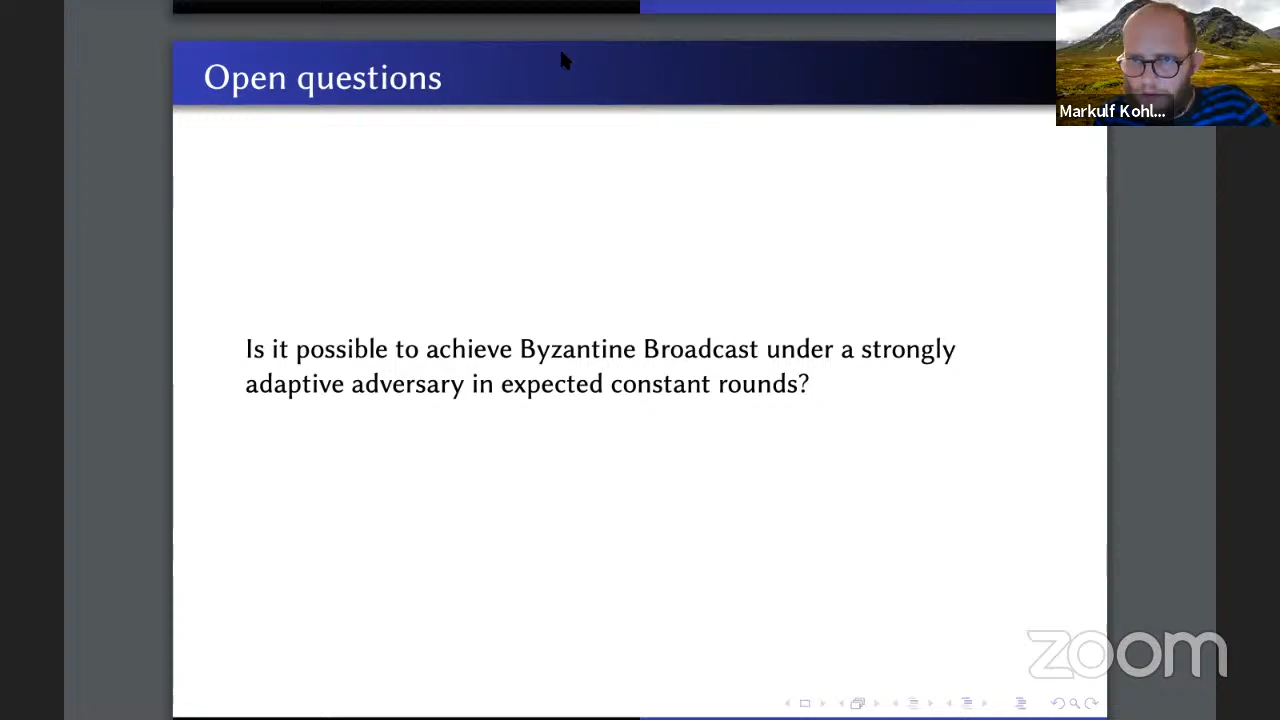 Open questions
Markulf Kohl...
Is it possible to achieve Byzantine Broadcast under a strongly
adaptive adversary in expected constant rounds?
zoom